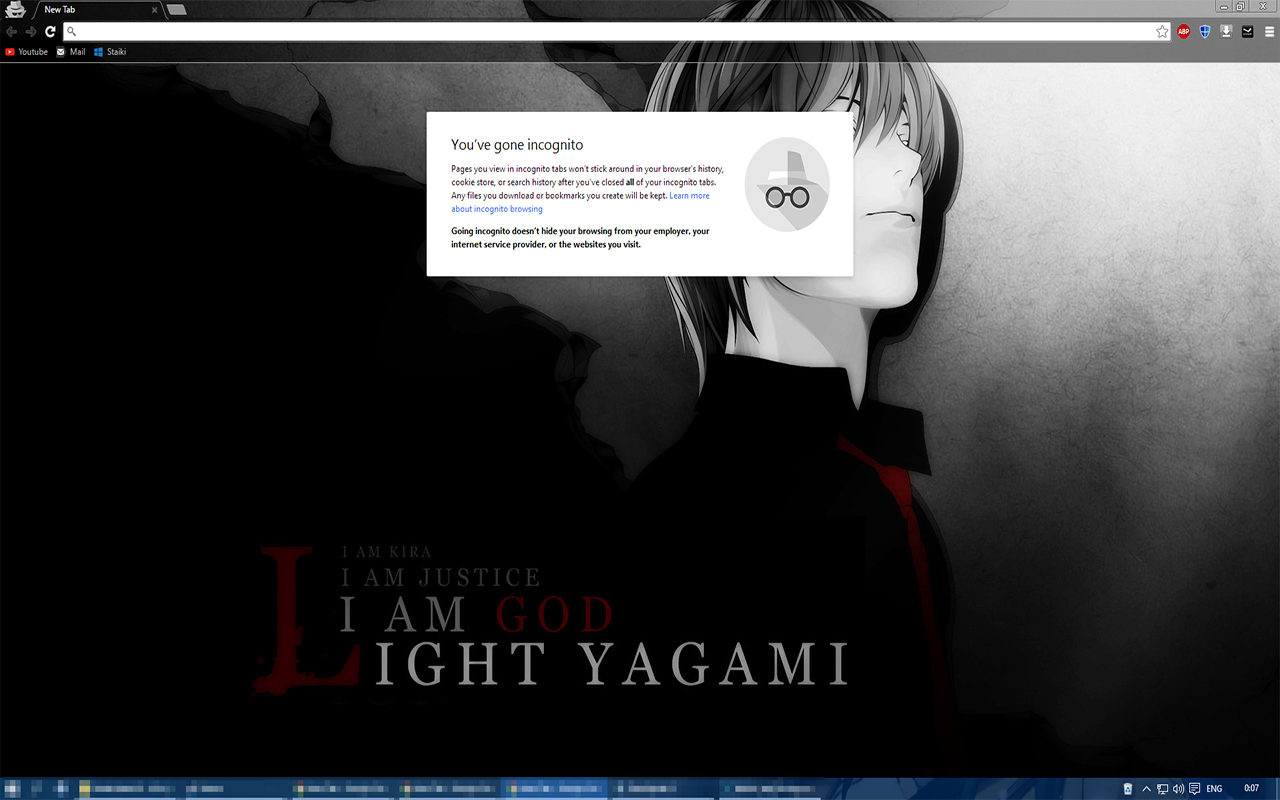 New Tab
ABP
Youtube Mail Staiki
You've gone incognito
Pages you view in incognito tabs won't stick around in your browser's history,
cookie store, or search history after you've closed all of your incognito tabs.
Any files you download or bookmarks you create will be kept. Learn more
about incognito browsing
Going incognito doesn't hide your browsing from your employer, your
internet service provider, or the websites you visit.
I AM KIRA
I AM JUSTICE
I AM GOD
LIGHT YAGAMI
ENG 0:07